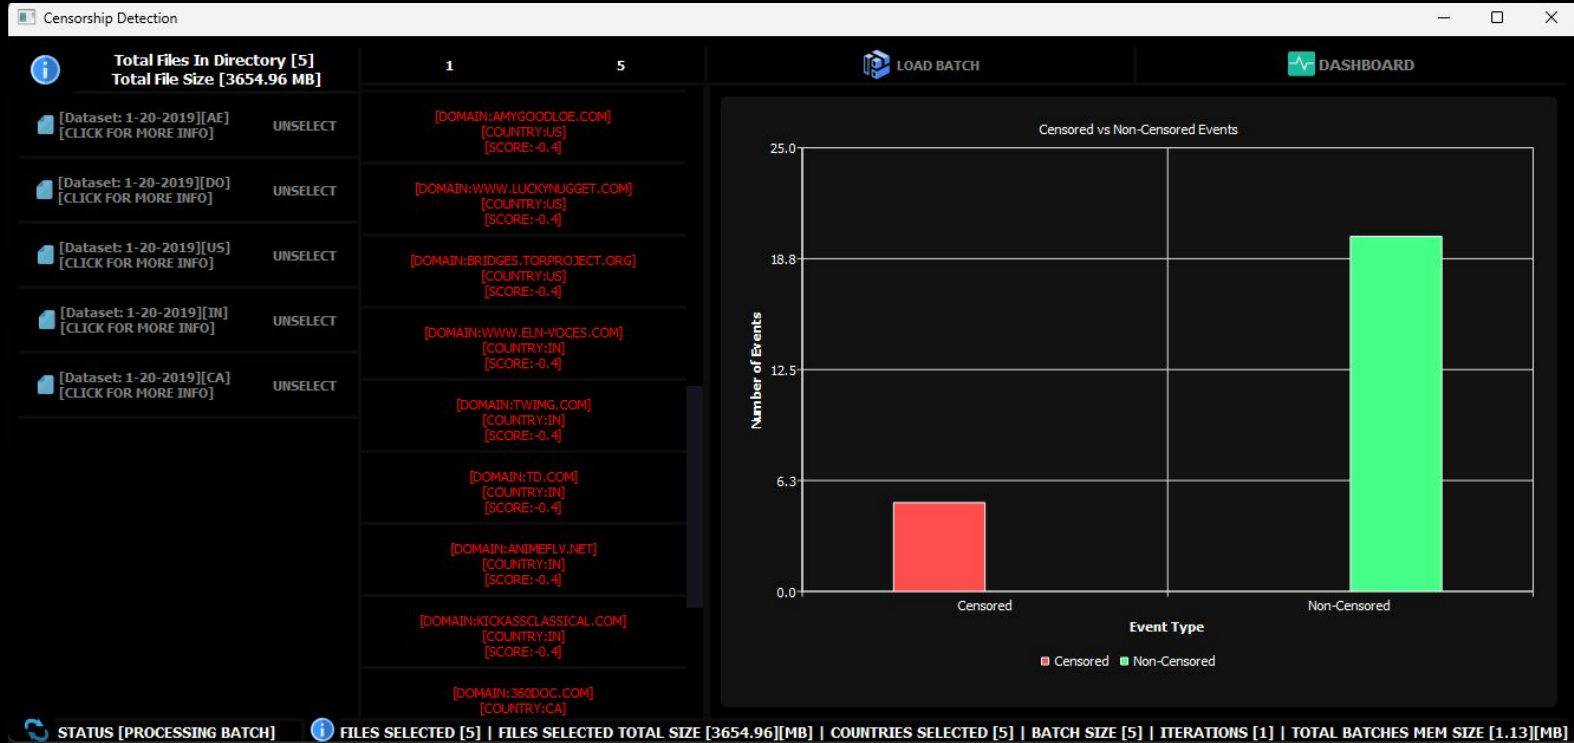 Censorship Detection
Total Files In Directory [5]
Total File Size [3654.96 MB]
1 5
LOAD BATCH
DASHBOARD
[Dataset: 1-20-2019][AE]
[CLICK FOR MORE INFO]
UNSELECT
[Dataset: 1-20-2019][DO]
[CLICK FOR MORE INFO]
UNSELECT
[Dataset: 1-20-2019][US]
[CLICK FOR MORE INFO]
UNSELECT
[Dataset: 1-20-2019][IN]
[CLICK FOR MORE INFO]
UNSELECT
[Dataset: 1-20-2019][CA]
[CLICK FOR MORE INFO]
UNSELECT
[DOMAIN:AMYGOODLOE.COM]
[COUNTRY:US]
[SCORE:-0.4]
[DOMAIN:WWW.LUCKYNUGGET.COM]
[COUNTRY:US]
[SCORE:-0.4]
[DOMAIN:BRIDGES.TORPROJECT.ORG]
[COUNTRY:US]
[SCORE:-0.4]
[DOMAIN:WWW.ELN-VOCES.COM]
[COUNTRY:IN]
[SCORE:-0.4]
[DOMAIN:TWIMG.COM]
[COUNTRY:IN]
[SCORE:-0.4]
[DOMAIN:TD.COM]
[COUNTRY:IN]
[SCORE:-0.4]
[DOMAIN:ANIMEFLV.NET]
[COUNTRY:IN]
[SCORE:-0.4]
[DOMAIN:KICKASSCLASSICAL.COM]
[COUNTRY:IN]
[SCORE:-0.4]
[DOMAIN:360DOC.COM]
[COUNTRY:CA]
Censored vs Non-Censored Events
25.0
18.8
12.5
6.3
0.0
Number of Events
Censored
Non-Censored
Event Type
Censored
Non-Censored
STATUS [PROCESSING BATCH]
FILES SELECTED [5] | FILES SELECTED TOTAL SIZE [3654.96][MB] | COUNTRIES SELECTED [5] | BATCH SIZE [5] | ITERATIONS [1] | TOTAL BATCHES MEM SIZE [1.13][MB]